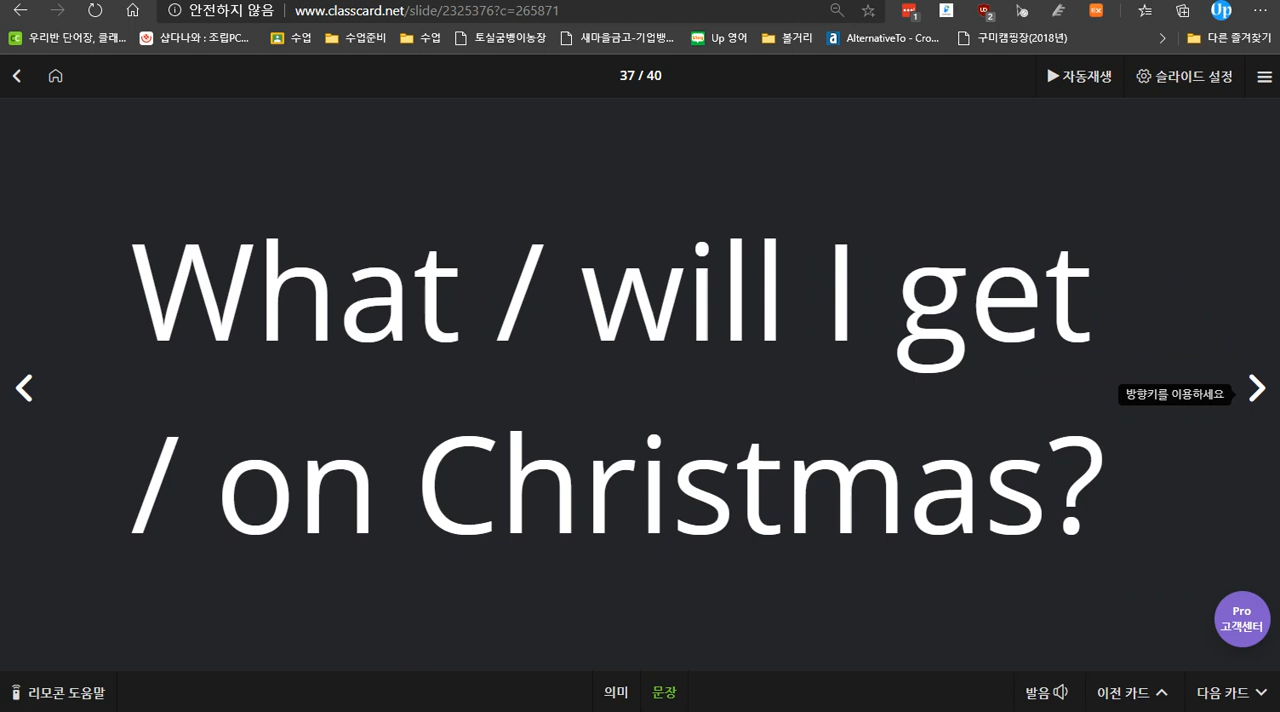 안전하지 않음 www.classcard.net/slide/2325376?c=265871
우리반 단어장, 클래... 샵다나와 : 조립PC... 수업 수업준비 수업 토실굼벵이농장 새마을금고-기업뱅... Up 영어 볼거리 AlternativeTo - Cro... 구미캠핑장(2018년) 다른 즐겨찾기
37 / 40 자동재생 슬라이드 설정
What / will I get
방향키를 이용하세요
/ on Christmas?
Pro
고객센터
리모콘 도움말 의미 문장 발음 이전 카드 다음 카드